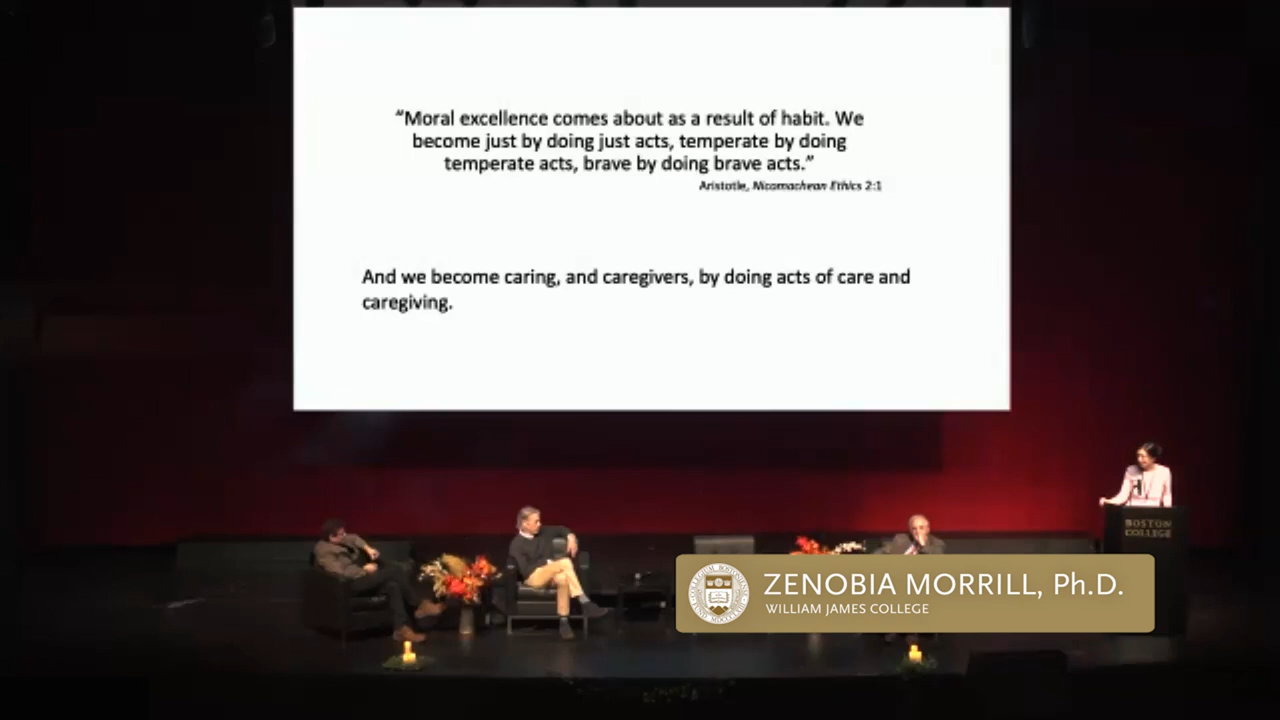 “Moral excellence comes about as a result of habit. We
become just by doing just acts, temperate by doing
temperate acts, brave by doing brave acts.”
Aristotle, Nicomachean Ethics 2:1
And we become caring, and caregivers, by doing acts of care and
caregiving.
BOSTON
COLLEGE
ZENOBIA MORRILL, Ph.D.
WILLIAM JAMES COLLEGE